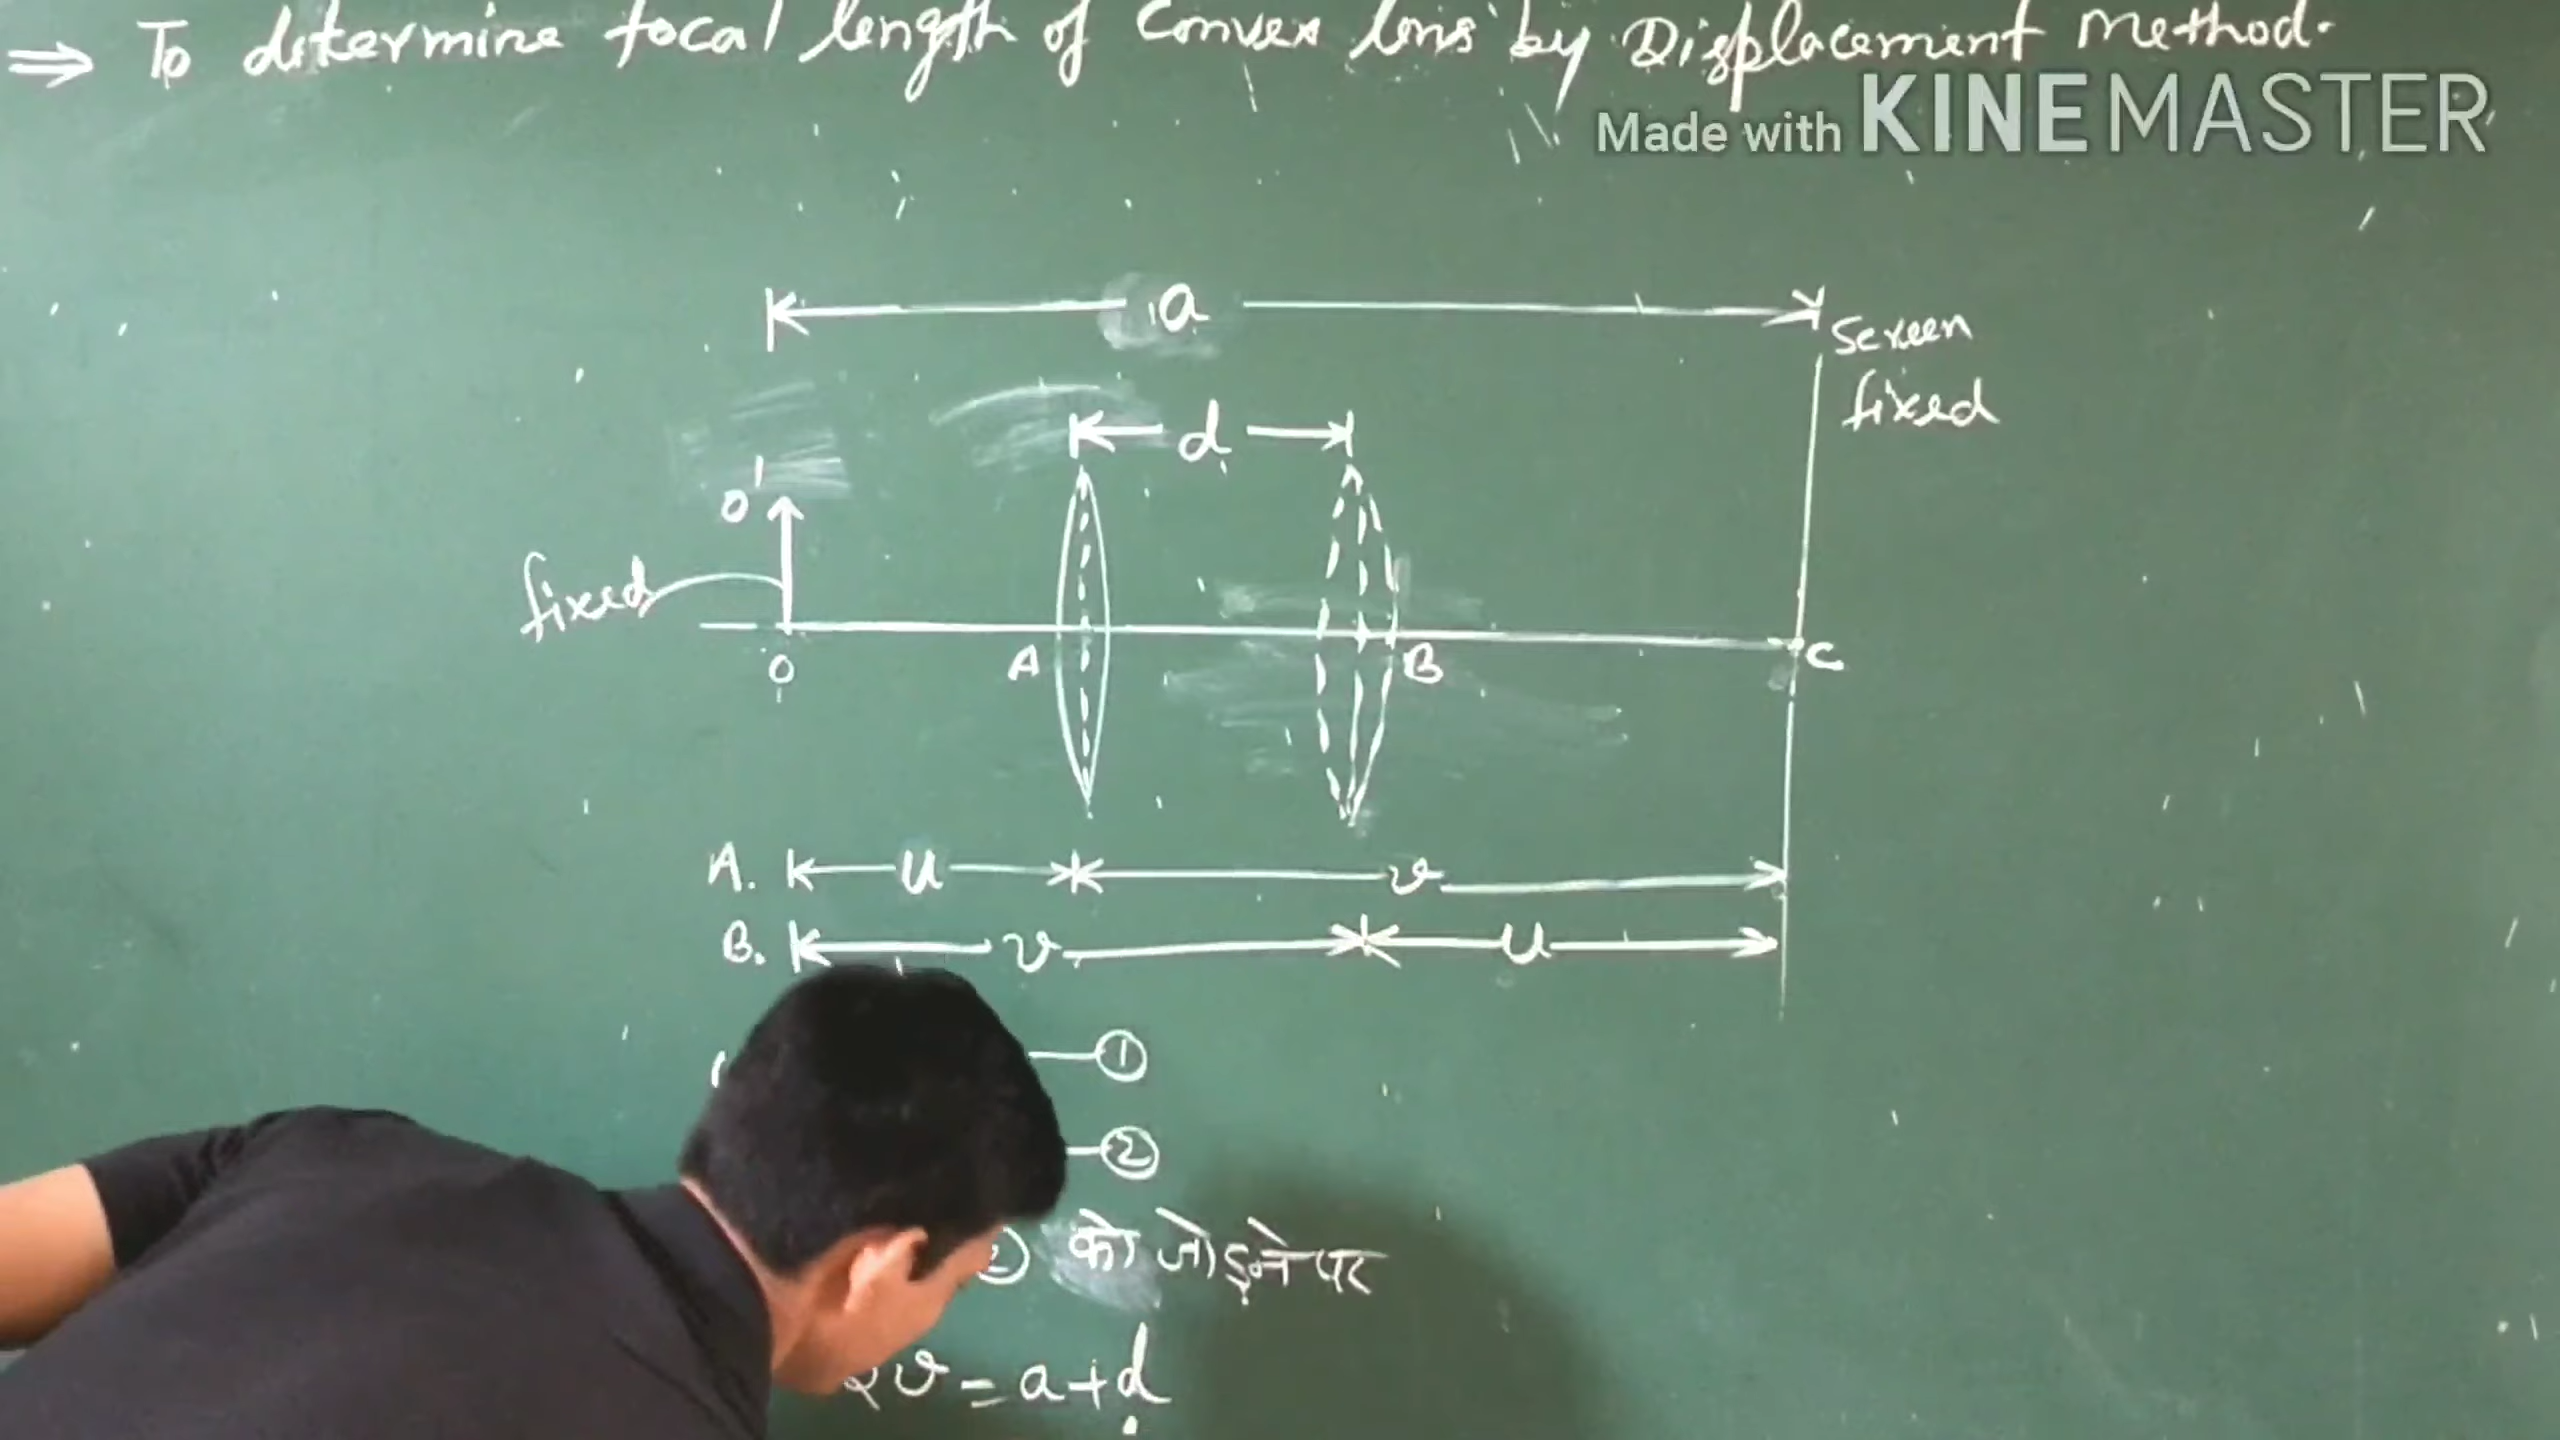 ⇒ To determine focal length of Convex lens by Displacement Method.
Made with KINEMASTER
a
Screen
fixed
d
O'
fixed
O A B C
A. u v
B. v u
①
②
② को जोड़ने पर
2v = a + d